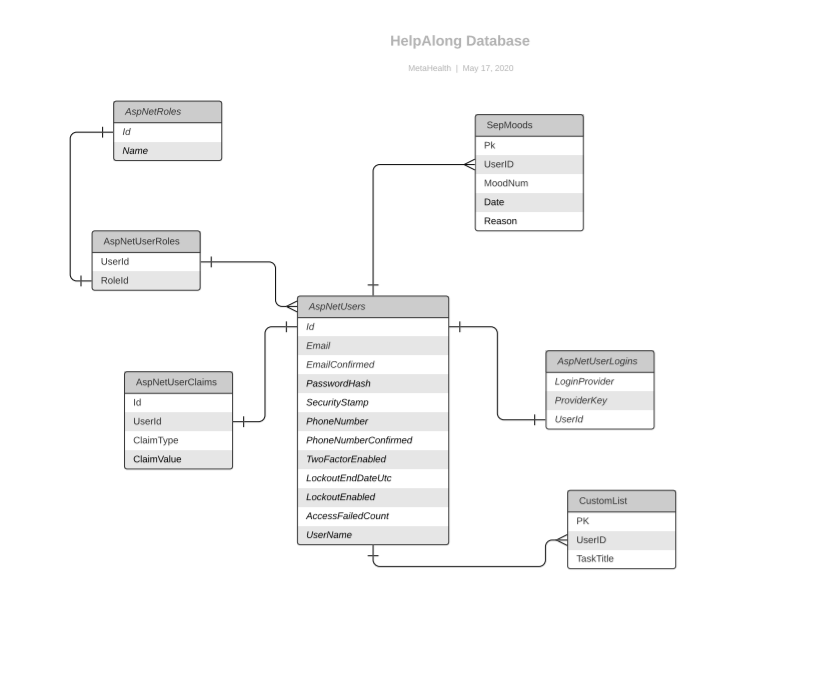 HelpAlong Database
MetaHealth | May 17, 2020
AspNetRoles
Id
Name
SepMoods
Pk
UserID
MoodNum
Date
Reason
AspNetUserRoles
UserId
RoleId
AspNetUsers
Id
Email
EmailConfirmed
PasswordHash
SecurityStamp
PhoneNumber
PhoneNumberConfirmed
TwoFactorEnabled
LockoutEndDateUtc
LockoutEnabled
AccessFailedCount
UserName
AspNetUserLogins
LoginProvider
ProviderKey
UserId
AspNetUserClaims
Id
UserId
ClaimType
ClaimValue
CustomList
PK
UserID
TaskTitle